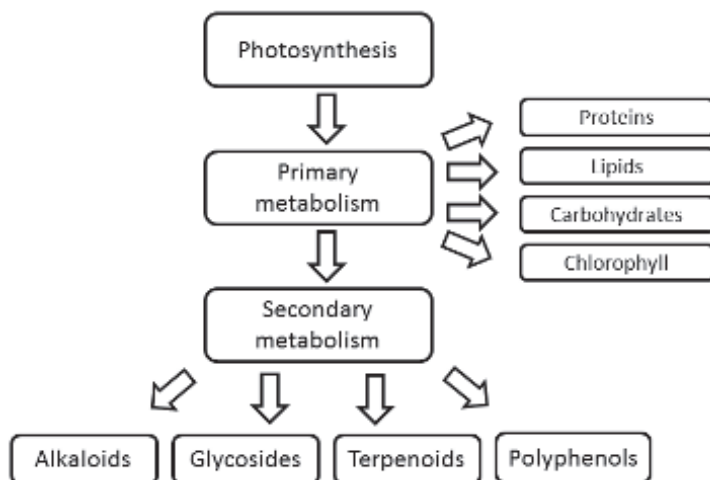 Photosynthesis
Proteins
Primary
metabolism
Lipids
Carbohydrates
Chlorophyll
Secondary
metabolism
Alkaloids
Glycosides
Terpenoids
Polyphenols